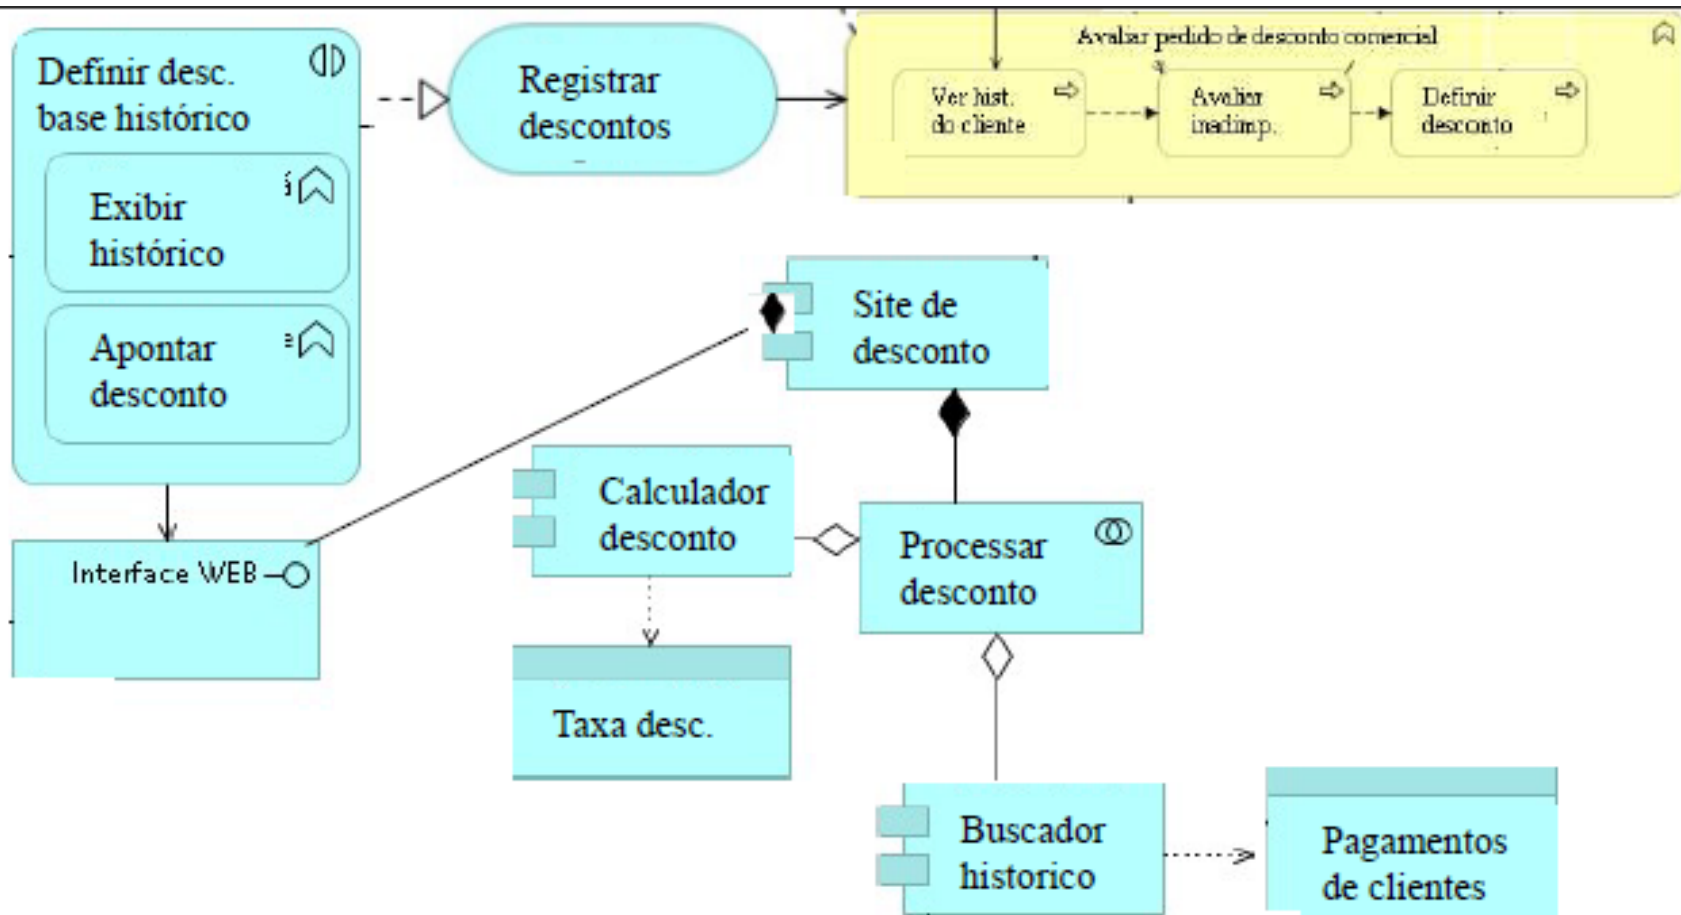 Definir desc.
base histórico
Exibir
histórico
Apontar
desconto
Interface WEB
Registrar
descontos
Avaliar pedido de desconto comercial
Ver hist.
do cliente
Avaliar
inadimp.
Definir
desconto
Site de
desconto
Calculador
desconto
Processar
desconto
Taxa desc.
Buscador
historico
Pagamentos
de clientes